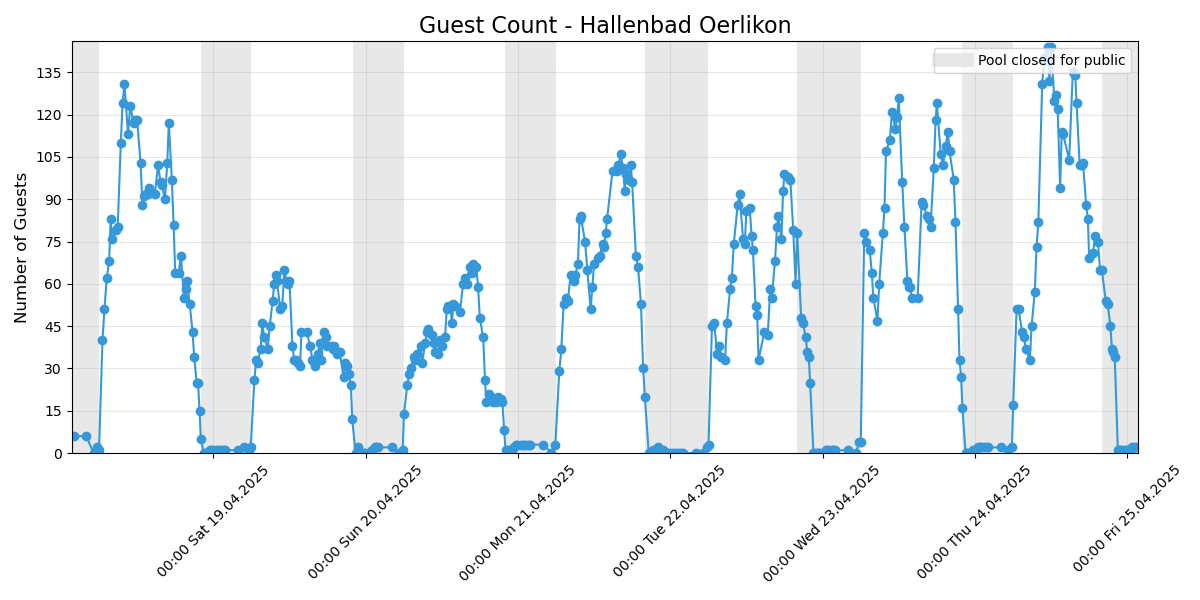 Guest Count - Hallenbad Oerlikon
Pool closed for public
Number of Guests
135
120
105
90
75
60
45
30
15
0
00:00 Sat 19.04.2025
00:00 Sun 20.04.2025
00:00 Mon 21.04.2025
00:00 Tue 22.04.2025
00:00 Wed 23.04.2025
00:00 Thu 24.04.2025
00:00 Fri 25.04.2025